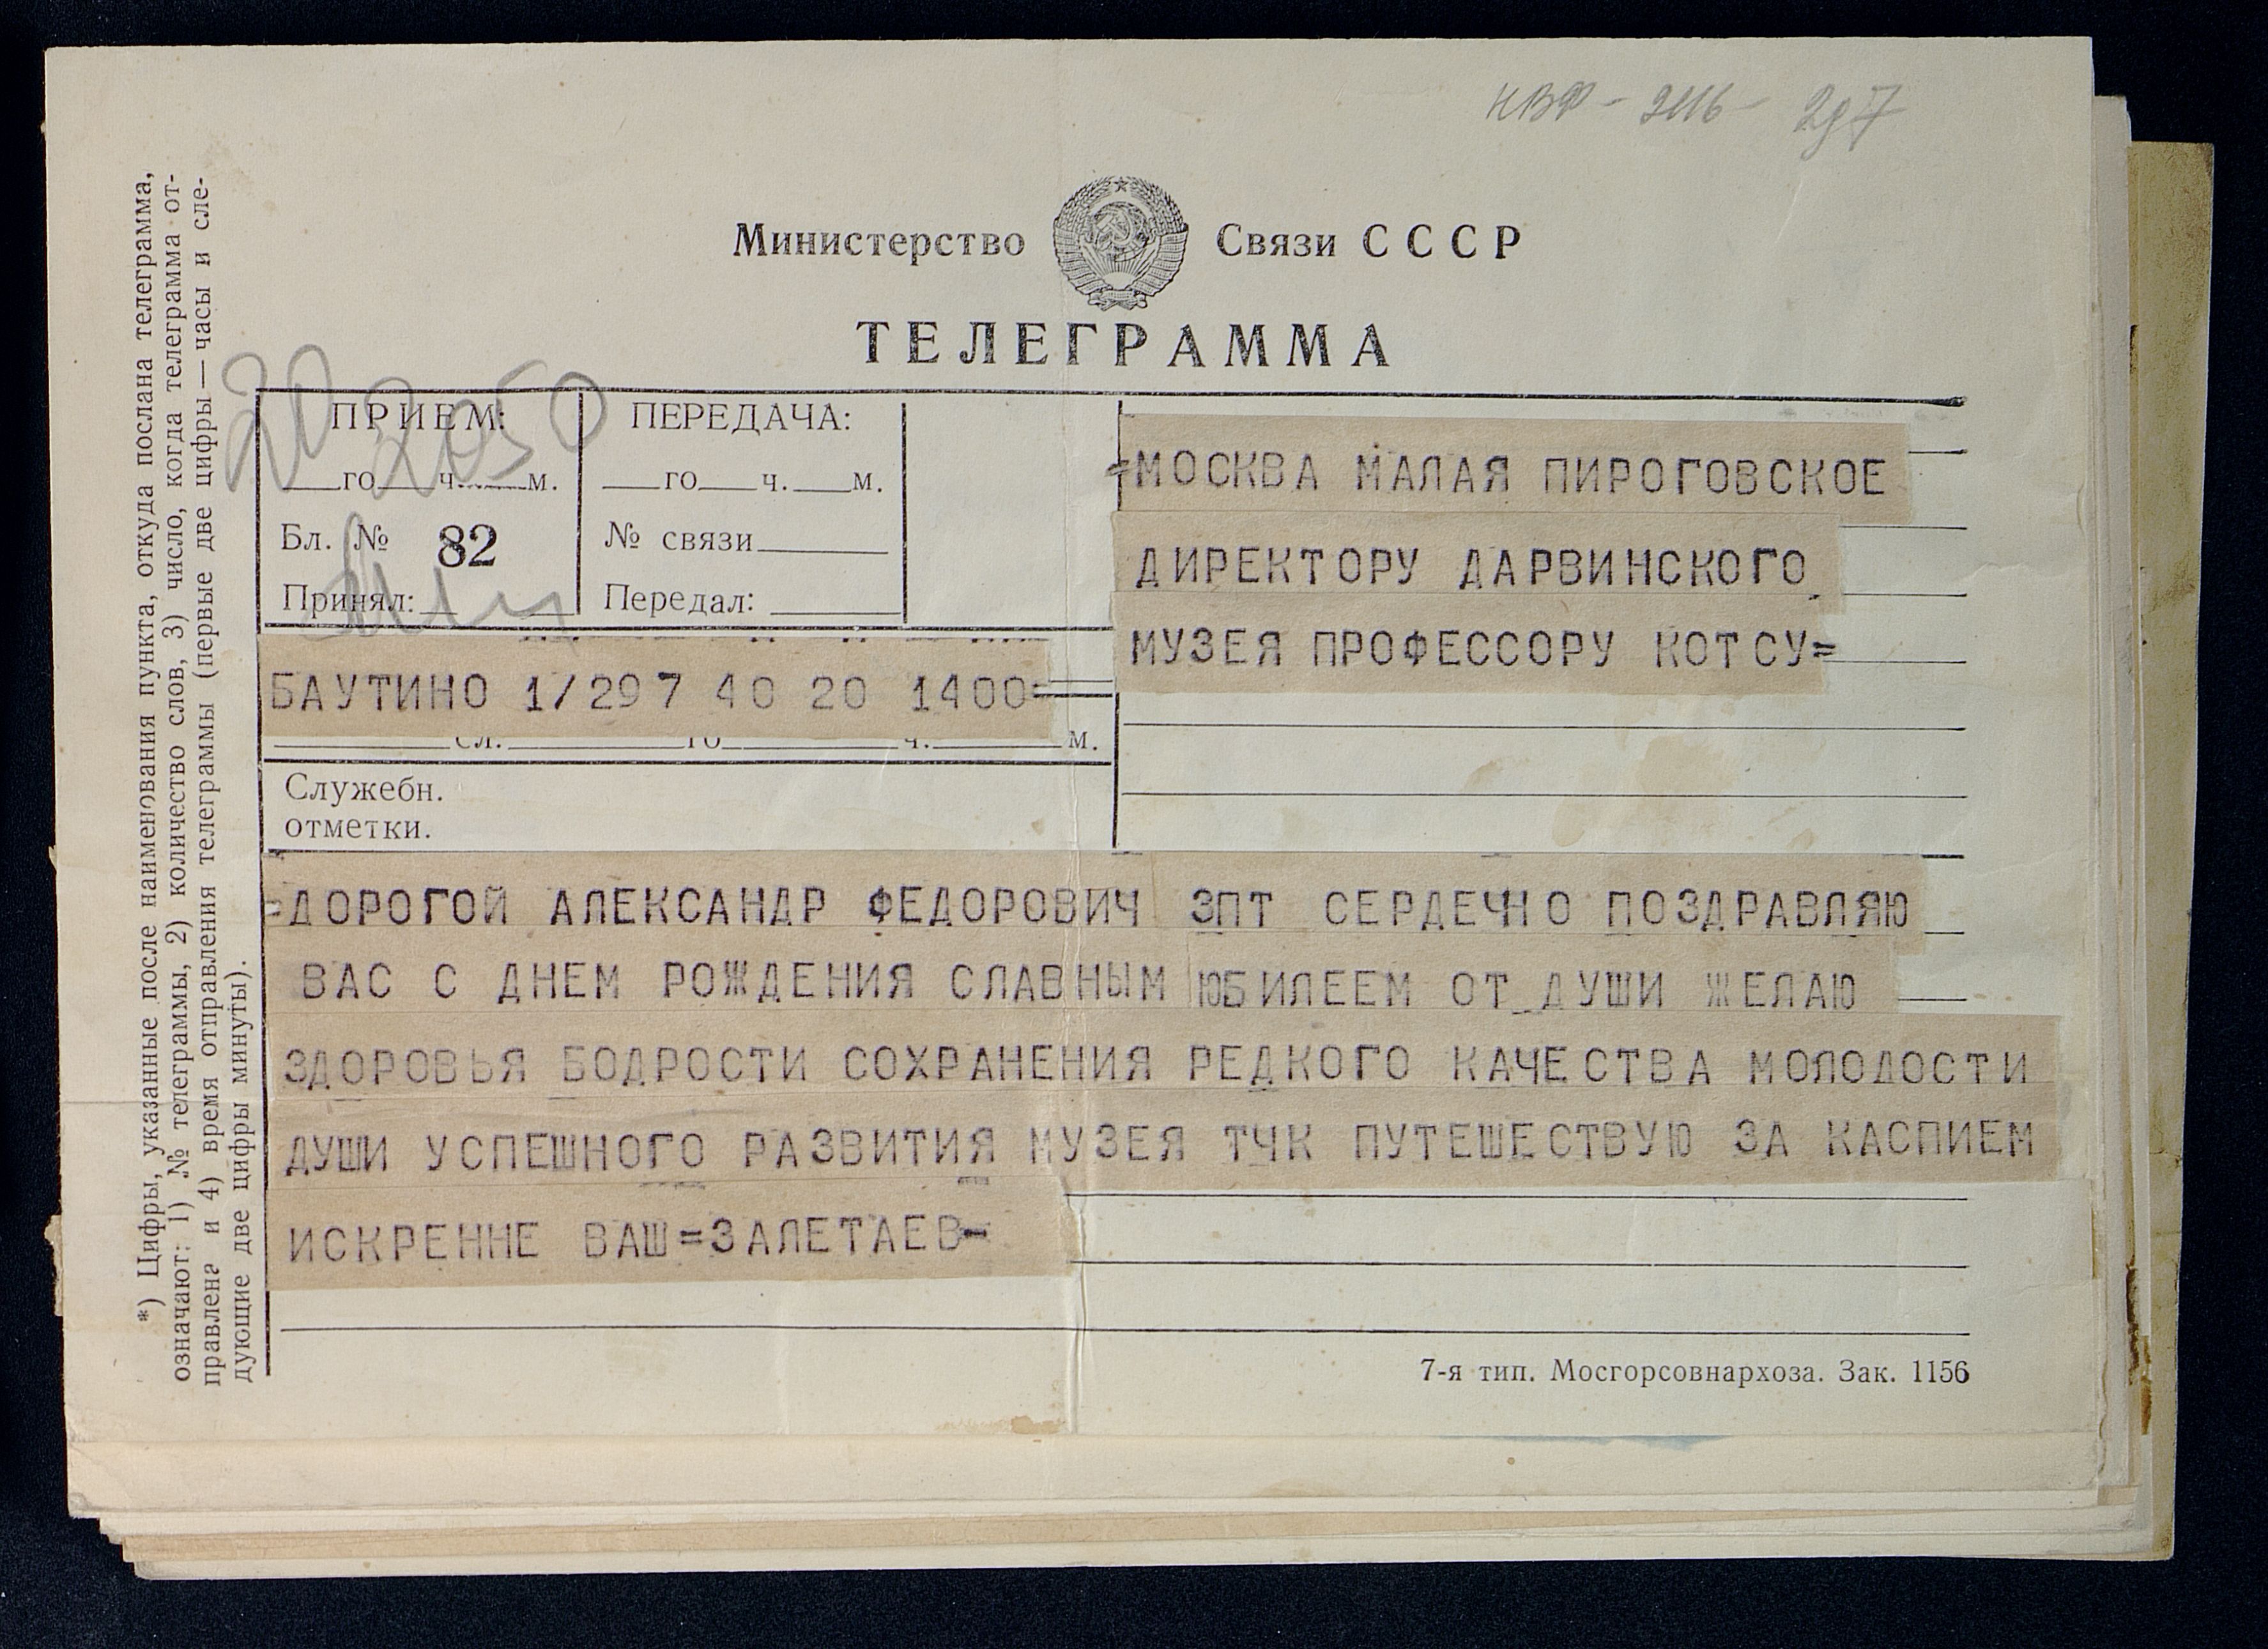 НВФ - 2116 - 297
Министерство Связи СССР
ТЕЛЕГРАММА
*) Цифры, указанные после наименования пункта, откуда послана телеграмма,
означают: 1) № телеграммы, 2) количество слов, 3) число, когда телеграмма от-
правлена и 4) время отправления телеграммы (первые две цифры — часы и сле-
дующие две цифры минуты).
20 2050
ПРИЕМ:
го ч. м.
Бл. № 82
Принял:
ПЕРЕДАЧА:
го ч. м.
№ связи
Передал:
БАУТИНО 1/297 40 20 1400=
сл. го ч. м.
Служебн.
отметки.
=МОСКВА МАЛАЯ ПИРОГОВСКОЕ
ДИРЕКТОРУ ДАРВИНСКОГО
МУЗЕЯ ПРОФЕССОРУ КОТСУ=
=ДОРОГОЙ АЛЕКСАНДР ФЕДОРОВИЧ ЗПТ СЕРДЕЧНО ПОЗДРАВЛЯЮ
ВАС С ДНЕМ РОЖДЕНИЯ СЛАВНЫМ ЮБИЛЕЕМ ОТ ДУШИ ЖЕЛАЮ
ЗДОРОВЬЯ БОДРОСТИ СОХРАНЕНИЯ РЕДКОГО КАЧЕСТВА МОЛОДОСТИ
ДУШИ УСПЕШНОГО РАЗВИТИЯ МУЗЕЯ ТЧК ПУТЕШЕСТВУЮ ЗА КАСПИЕМ
ИСКРЕННЕ ВАШ=ЗАЛЕТАЕВ=
7-я тип. Мосгорсовнархоза. Зак. 1156